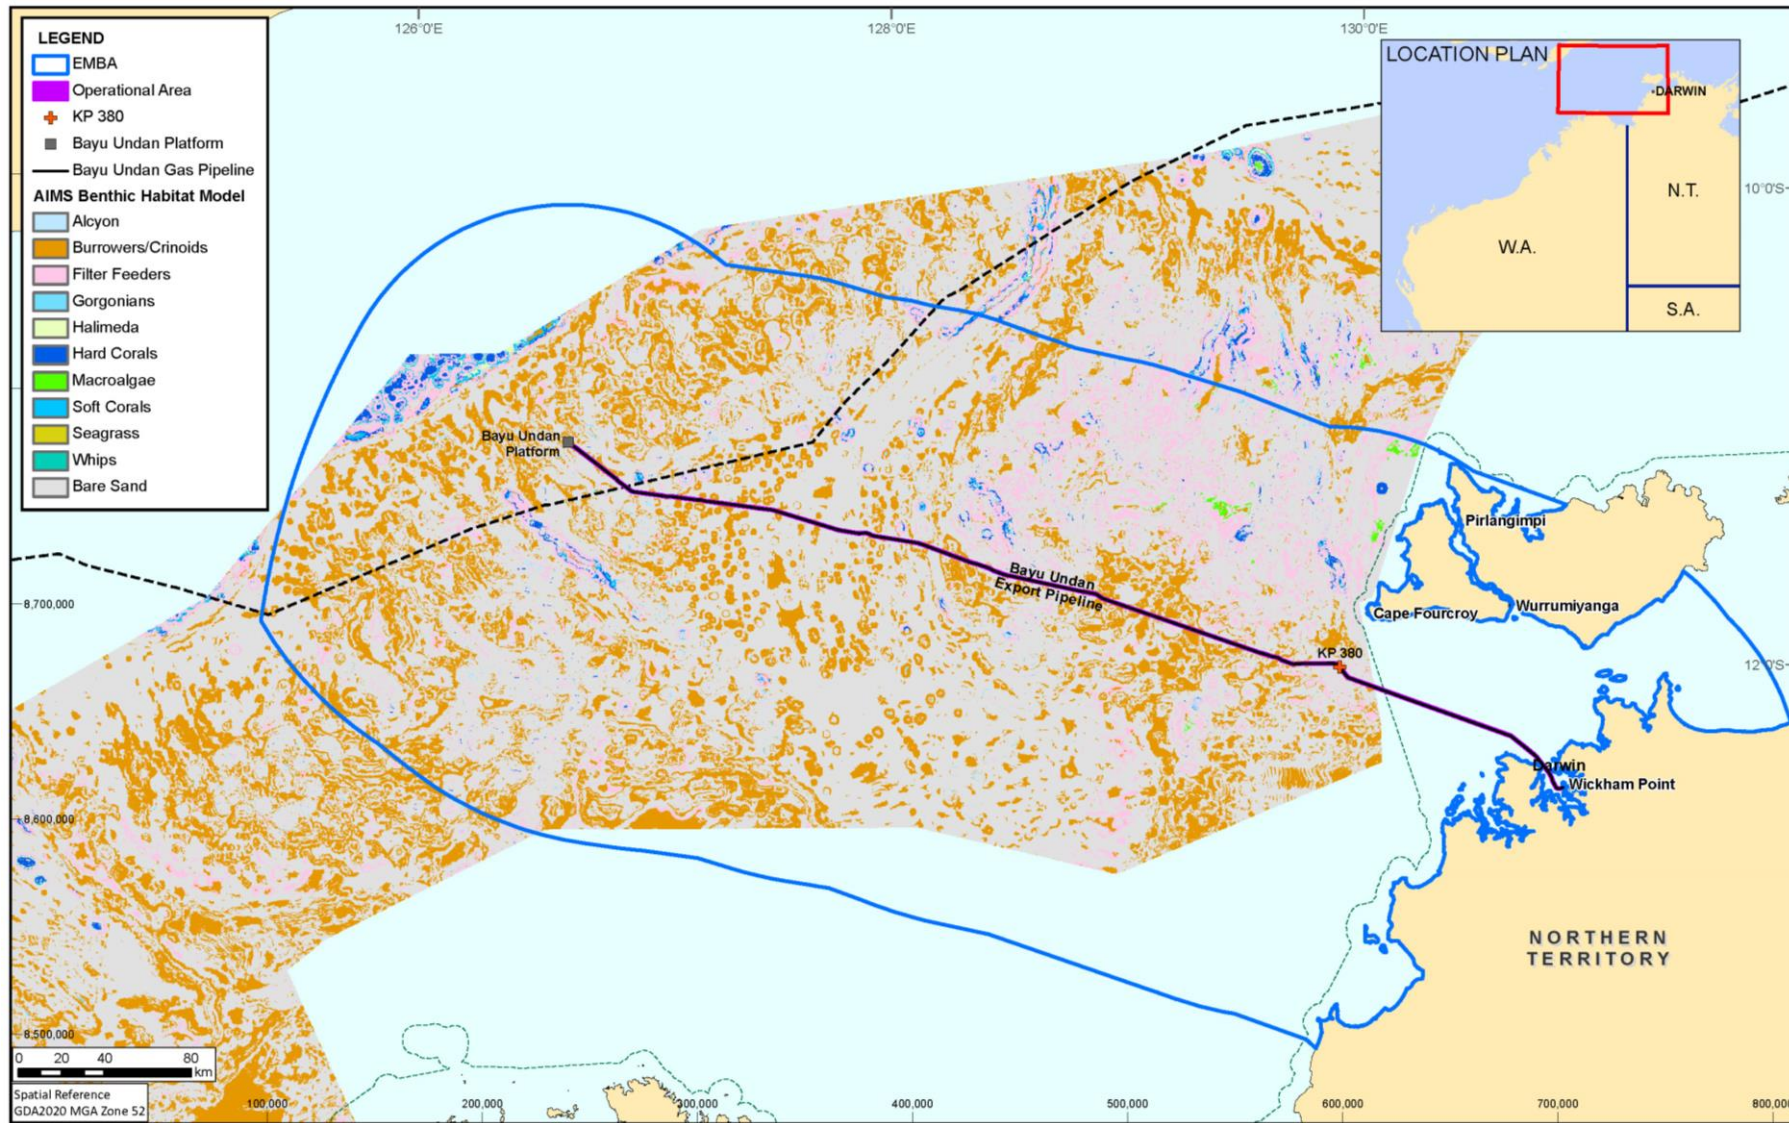 126°0'E
128°0'E
130°0'E
LEGEND
EMBA
Operational Area
KP 380
Bayu Undan Platform
Bayu Undan Gas Pipeline
AIMS Benthic Habitat Model
Alcyon
Burrowers/Crinoids
Filter Feeders
Gorgonians
Halimeda
Hard Corals
Macroalgae
Soft Corals
Seagrass
Whips
Bare Sand
LOCATION PLAN
DARWIN
N.T.
W.A.
S.A.
10°0'S
Bayu Undan
Platform
Bayu Undan
Export Pipeline
KP 380
Pirlangimpi
Cape Fourcroy
Wurrumiyanga
12°0'S
Darwin
Wickham Point
NORTHERN
TERRITORY
8,700,000
8,600,000
8,500,000
0 20 40 80
km
Spatial Reference
GDA2020 MGA Zone 52
100,000
200,000
300,000
400,000
500,000
600,000
700,000
800,000